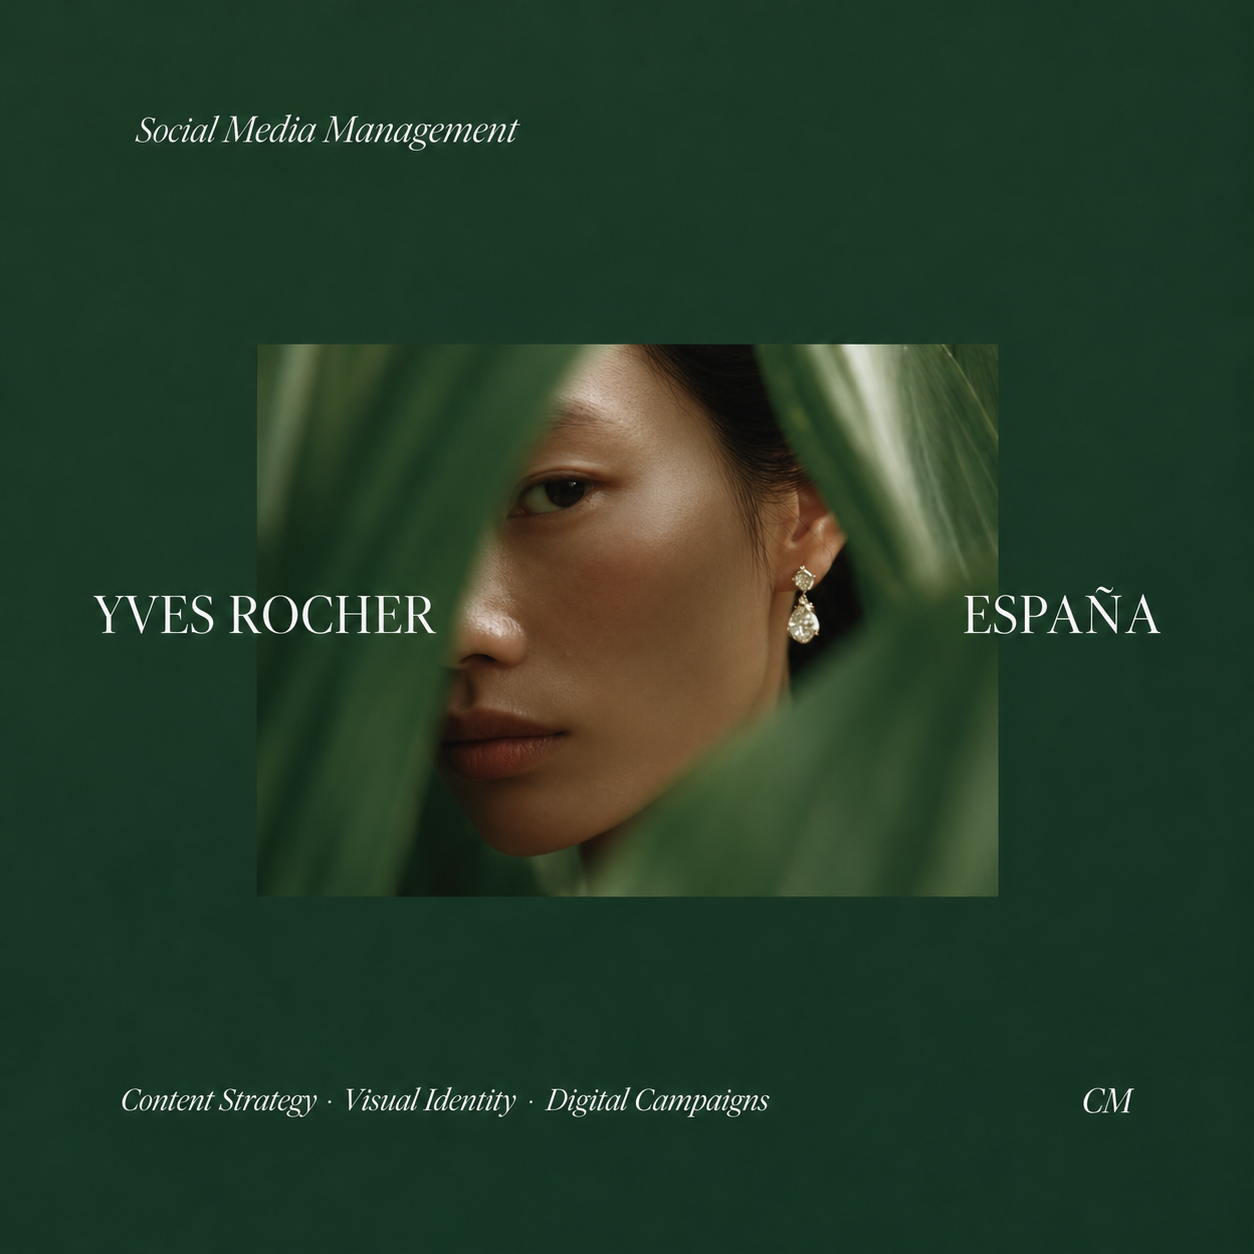 Social Media Management
YVES ROCHER ESPAÑA
Content Strategy · Visual Identity · Digital Campaigns CM